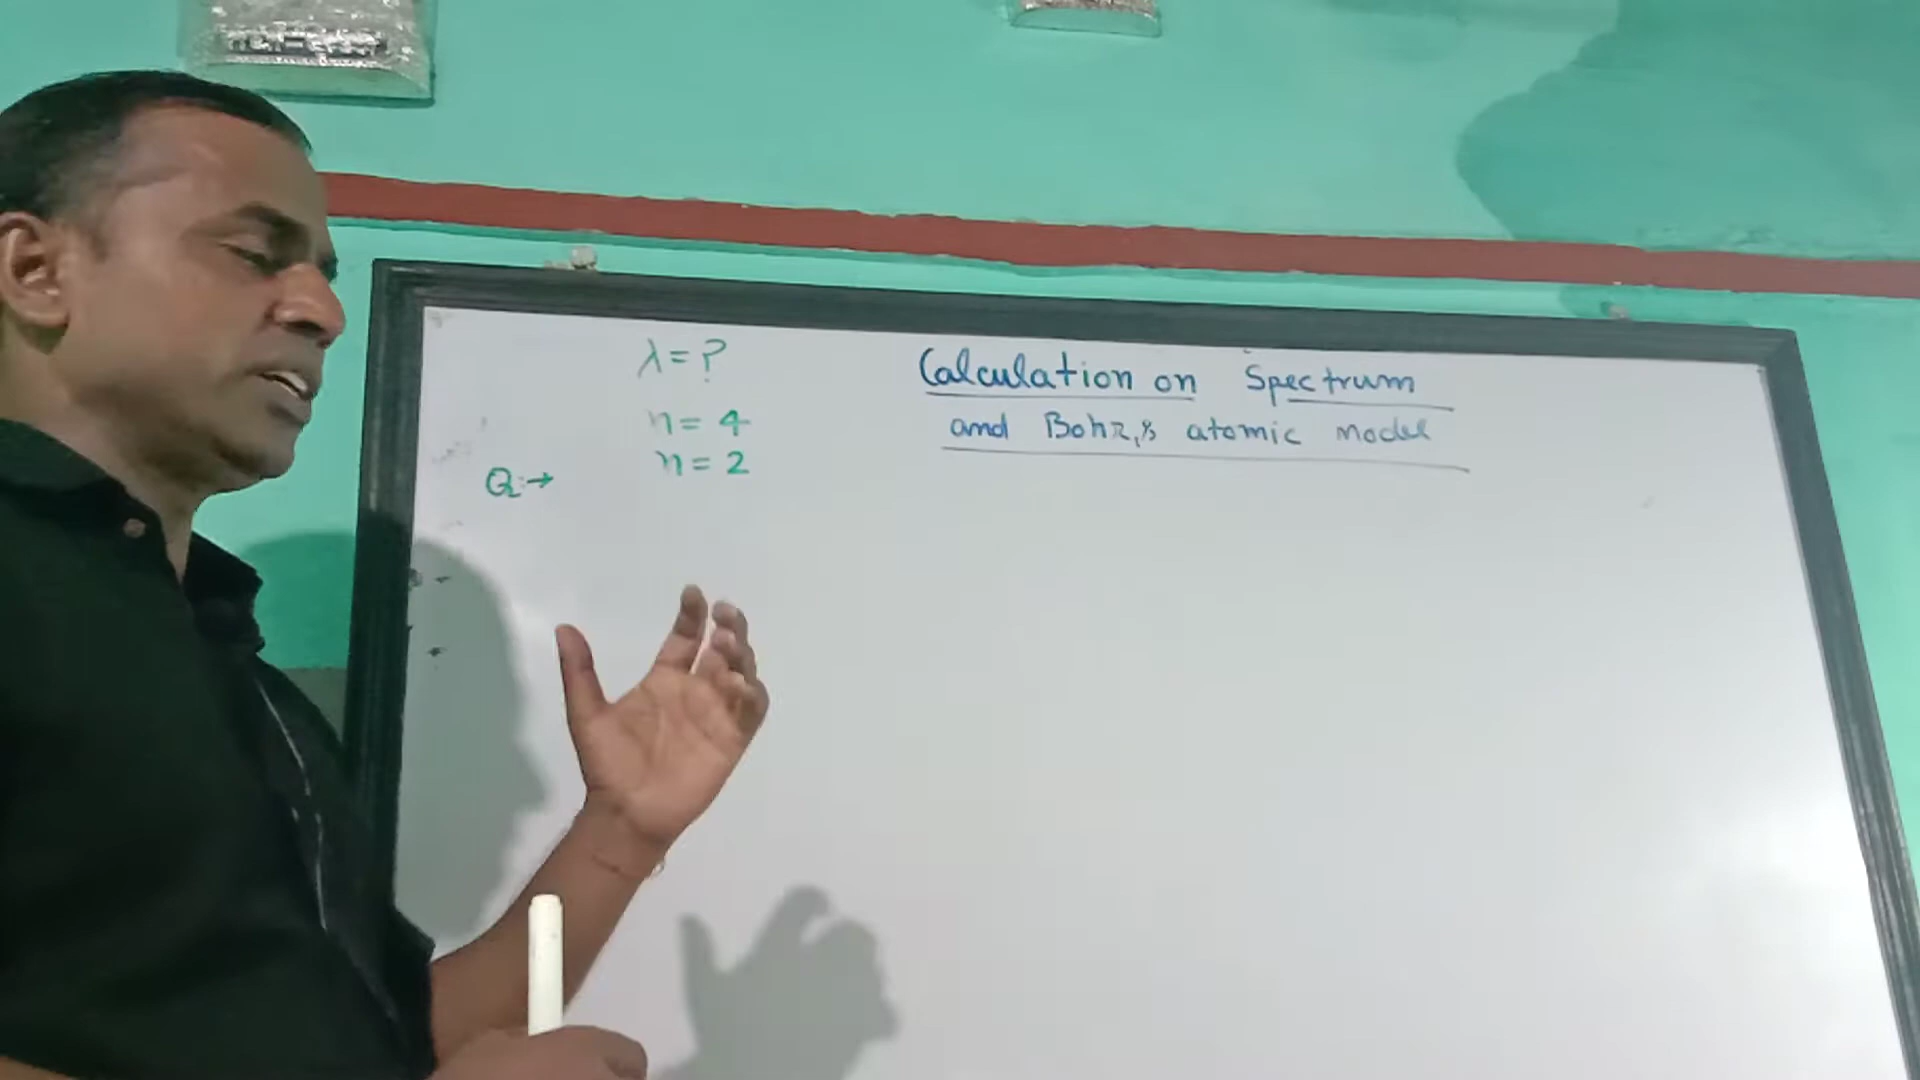 λ = ?
n = 4
n = 2
Q:→
Calculation on Spectrum
and Bohr,s atomic model